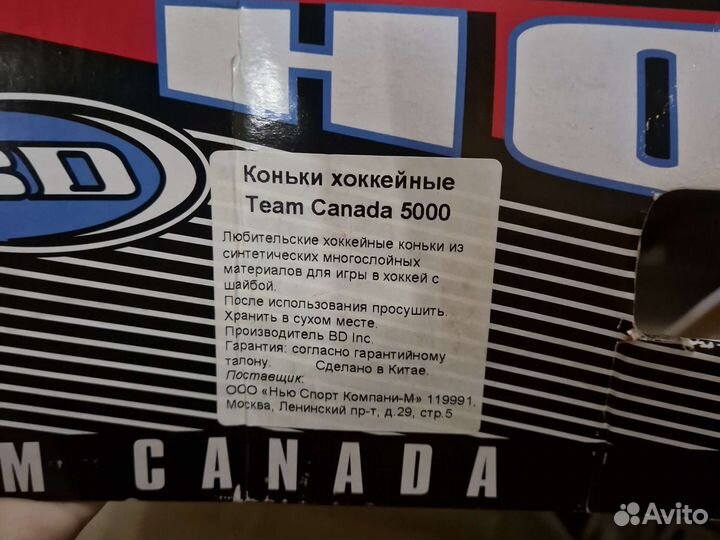 HO
BD
Коньки хоккейные
Team Canada 5000
Любительские хоккейные коньки из
синтетических многослойных
материалов для игры в хоккей с
шайбой.
После использования просушить.
Хранить в сухом месте.
Производитель BD Inc.
Гарантия: согласно гарантийному
талону. Сделано в Китае.
Поставщик:
ООО «Нью Спорт Компани-М» 119991,
Москва, Ленинский пр-т, д.29, стр.5
M CANADA
Avito